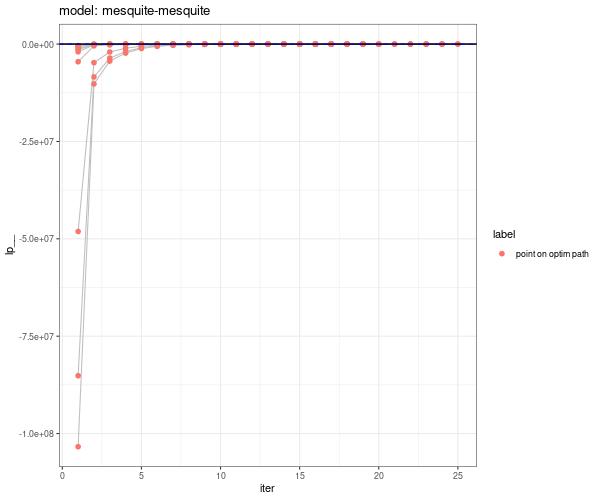 model: mesquite-mesquite
0.0e+00
-2.5e+07
-5.0e+07
-7.5e+07
-1.0e+08
lp__
0 5 10 15 20 25
iter
label
point on optim path